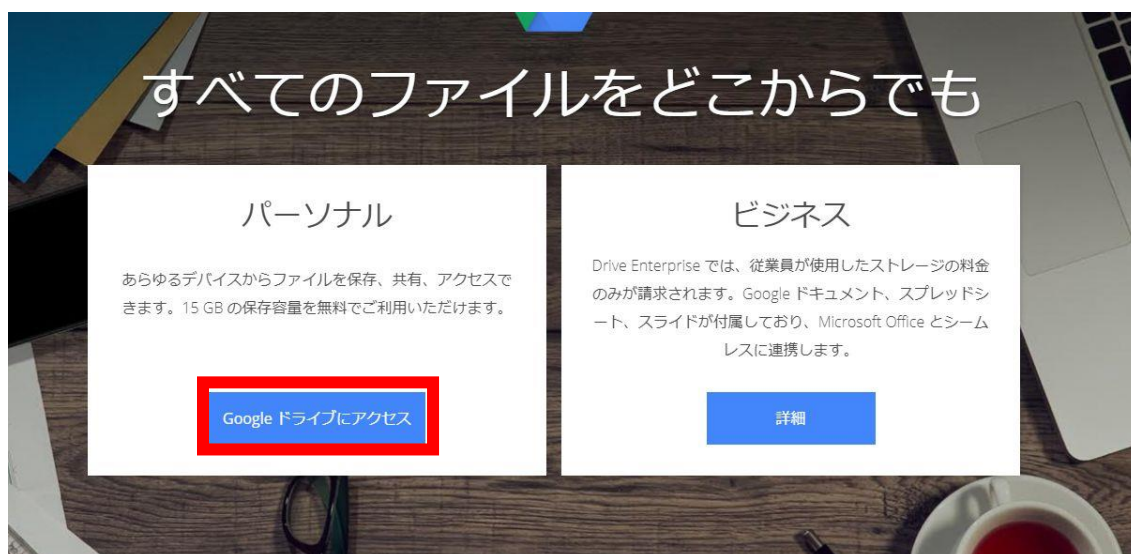 すべてのファイルをどこからでも
パーソナル
あらゆるデバイスからファイルを保存、共有、アクセスで
きます。15 GB の保存容量を無料でご利用いただけます。
Google ドライブにアクセス
ビジネス
Drive Enterprise では、従業員が使用したストレージの料金
のみが請求されます。Google ドキュメント、スプレッドシ
ート、スライドが付属しており、Microsoft Office とシーム
レスに連携します。
詳細